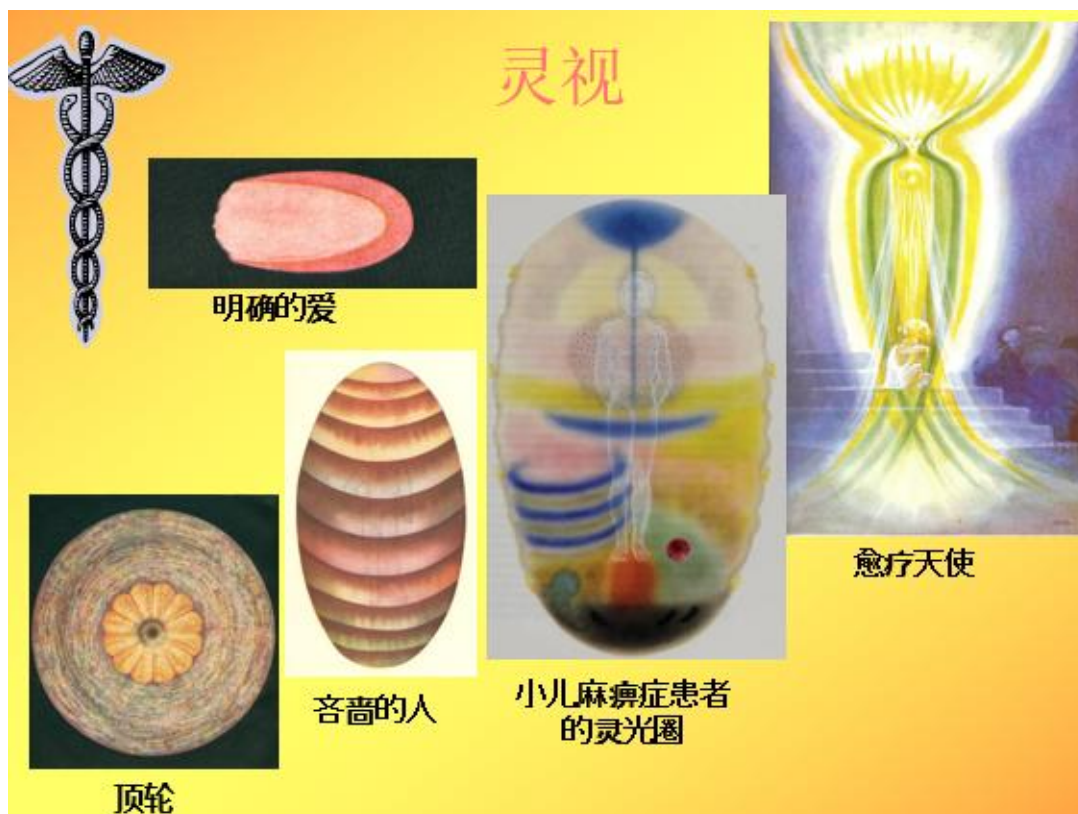 灵视
明确的爱
愈疗天使
吝啬的人
小儿麻痹症患者
的灵光圈
顶轮